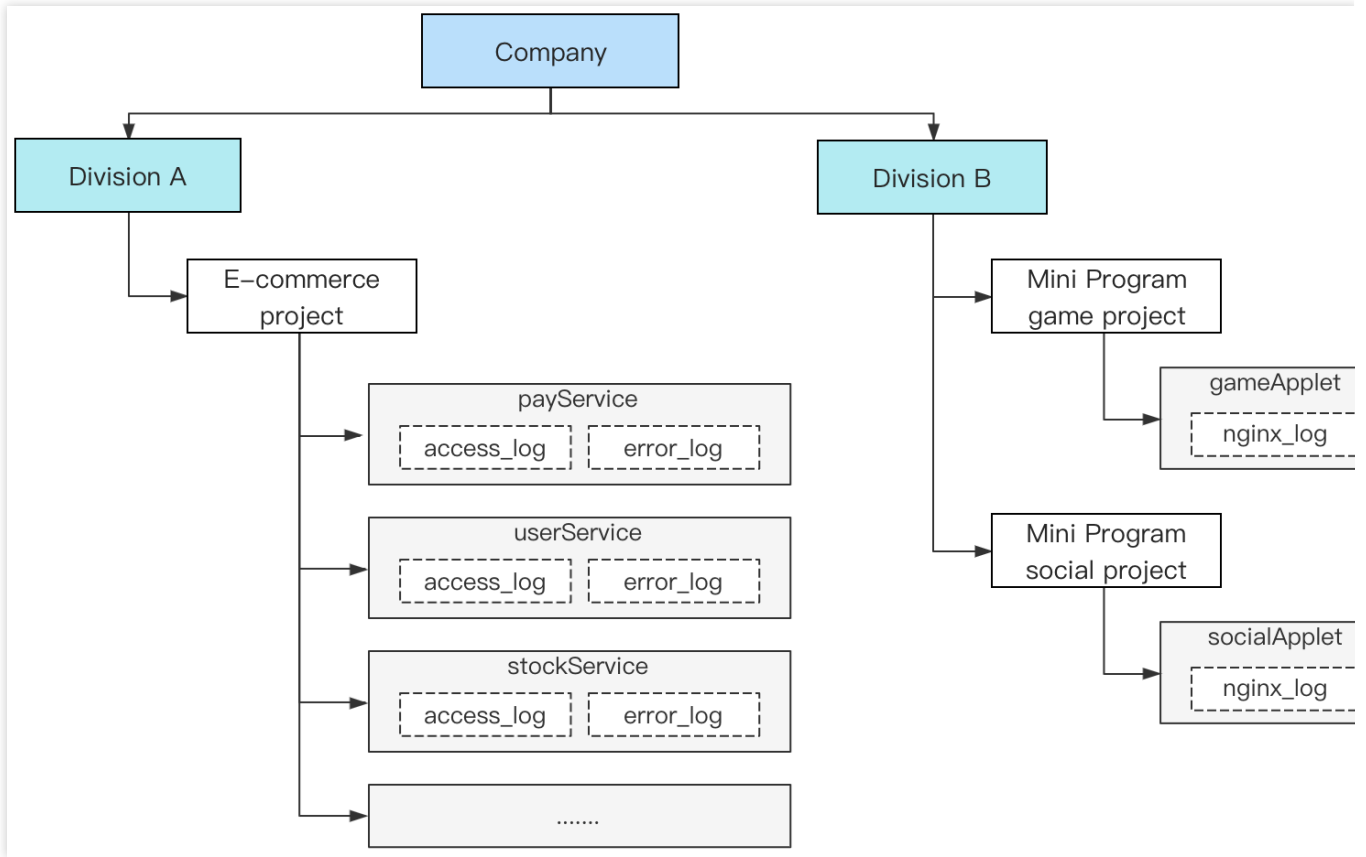 Company
Division A
Division B
E-commerce
project
Mini Program
game project
payService
access_log
error_log
gameApplet
nginx_log
userService
access_log
error_log
Mini Program
social project
stockService
access_log
error_log
socialApplet
nginx_log
.......